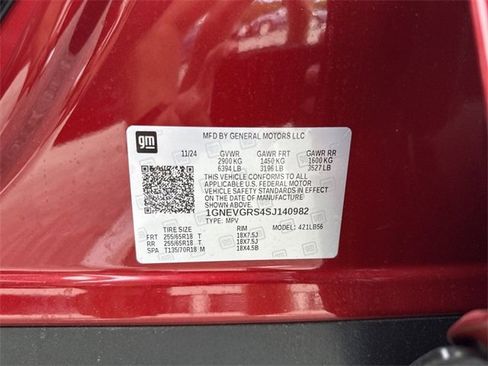 gm
MFD BY GENERAL MOTORS LLC
11/24 GVWR GAWR FRT GAWR RR
2900 KG 1450 KG 1600 KG
6394 LB 3196 LB 3527 LB
THIS VEHICLE CONFORMS TO ALL
APPLICABLE U.S. FEDERAL MOTOR
VEHICLE SAFETY STANDARDS IN EFFECT
ON THE DATE OF MANUFACTURE
SHOWN ABOVE.
1GNEVGRS4SJ140982
TYPE: MPV
TIRE SIZE RIM MODEL: 421LB56
FRT 255/65R18 T 18X7.5J
RR 255/65R18 T 18X7.5J
SPA T135/70R18 M 18X4.5B